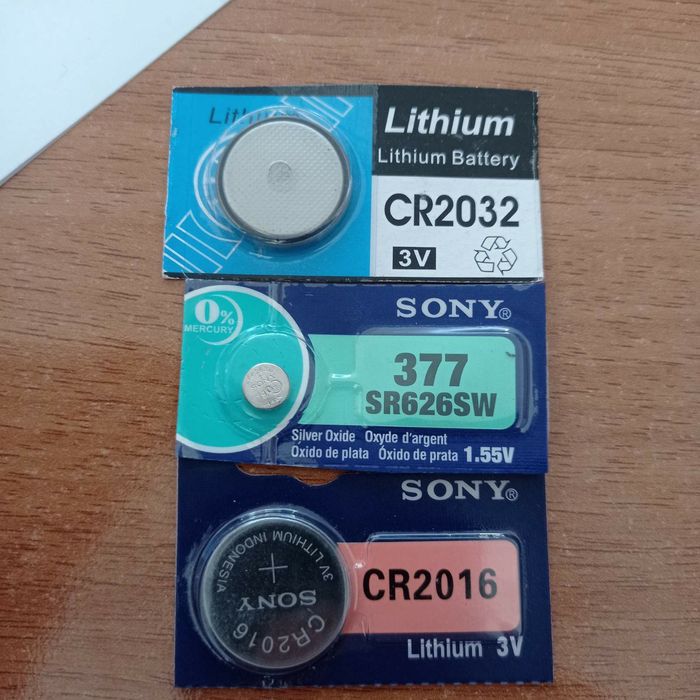 Lithium
Lithium
Lithium Battery
CR2032
3V
0%
MERCURY
SONY®
377
SR626SW
Silver Oxide Oxyde d'argent
Óxido de plata Óxido de prata 1.55V
SONY®
CR2016
Lithium 3V
+
3V LITHIUM INDONESIA
SONY
CR2016